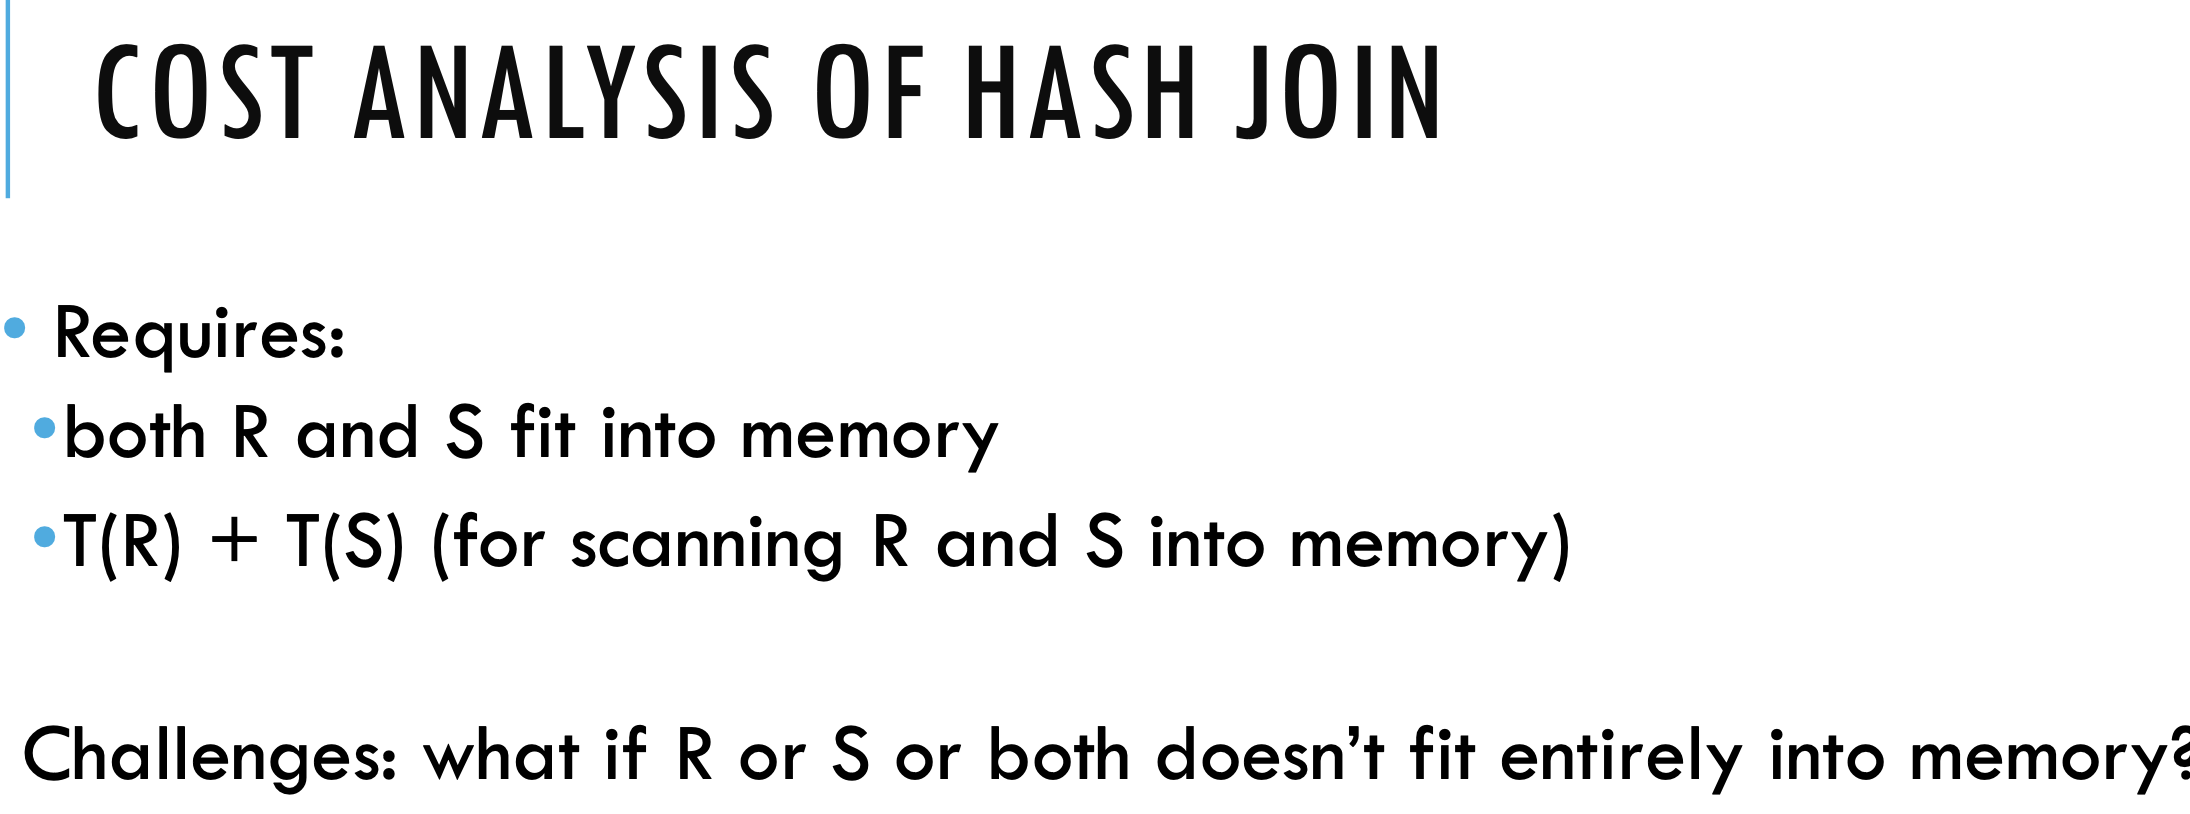 COST ANALYSIS OF HASH JOIN
• Requires:
•both R and S fit into memory
•T(R) + T(S) (for scanning R and S into memory)
Challenges: what if R or S or both doesn’t fit entirely into memory?